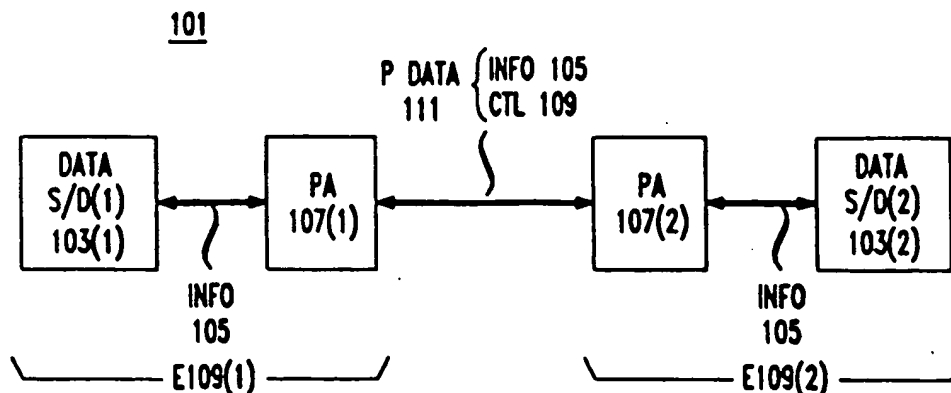 101
P DATA
111
INFO 105
CTL 109
DATA
S/D(1)
103(1)
PA
107(1)
PA
107(2)
DATA
S/D(2)
103(2)
INFO
105
INFO
105
E109(1)
E109(2)